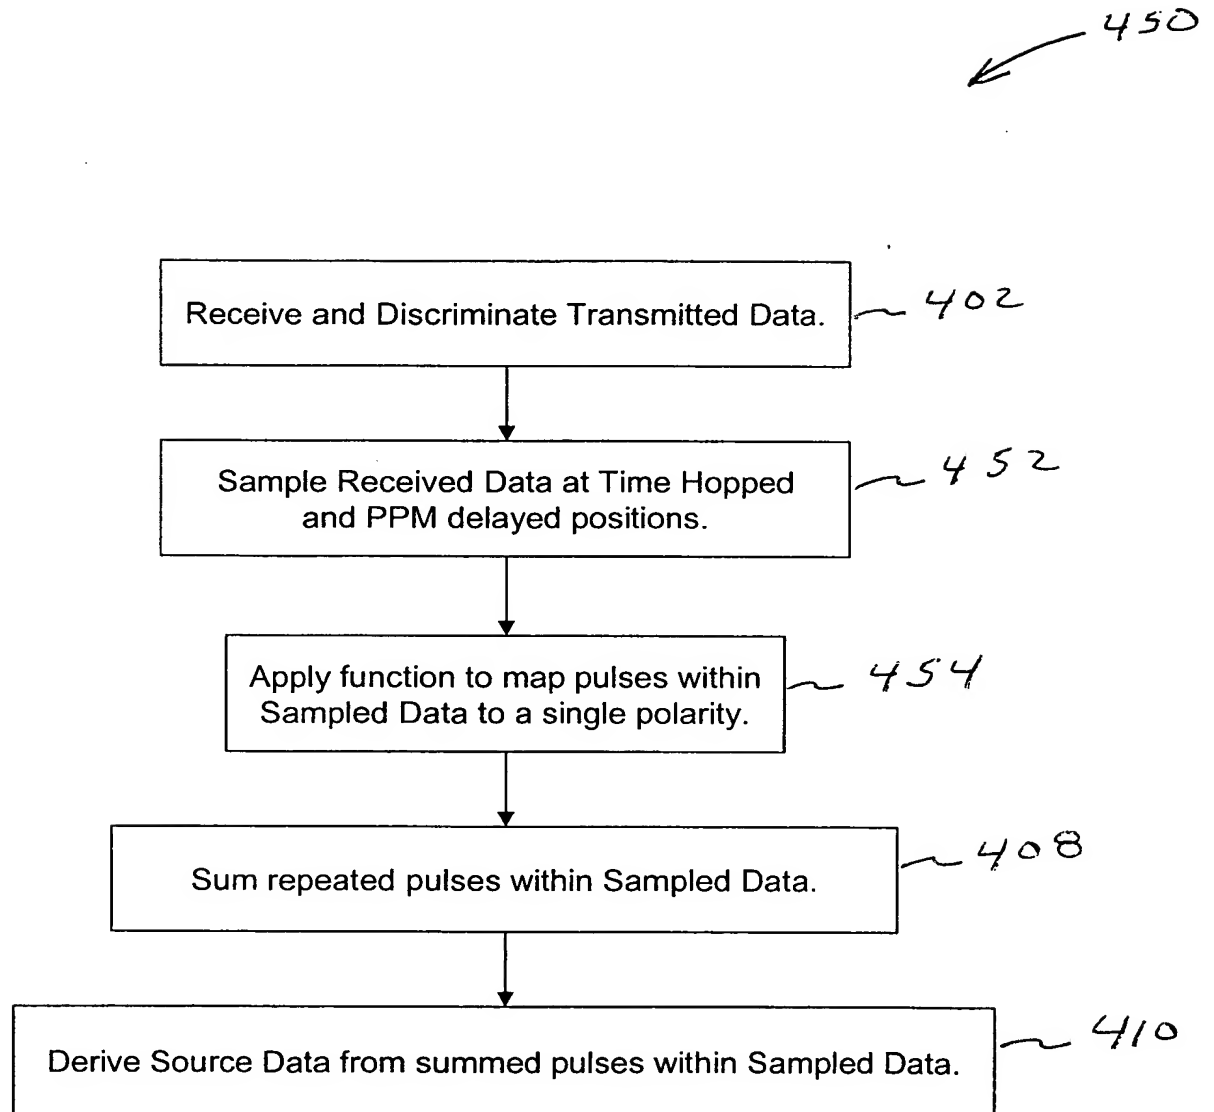 450
Receive and Discriminate Transmitted Data.
402
Sample Received Data at Time Hopped
and PPM delayed positions.
452
Apply function to map pulses within
Sampled Data to a single polarity.
454
Sum repeated pulses within Sampled Data.
408
Derive Source Data from summed pulses within Sampled Data.
410